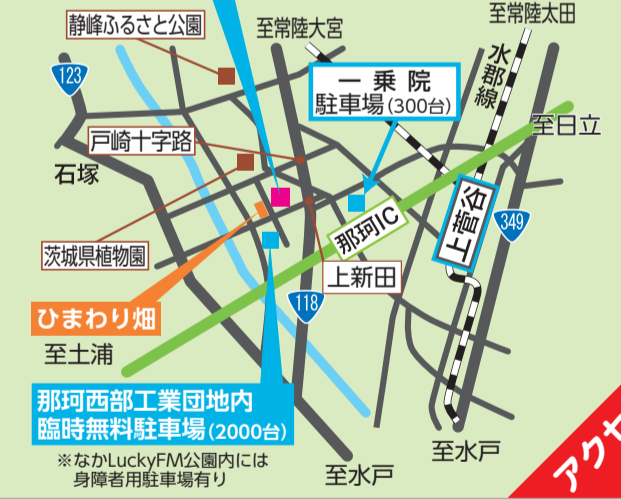 静峰ふるさと公園
至常陸大宮
至常陸太田
123
水郡線
一乗院
駐車場(300台)
至日立
戸崎十字路
石塚
上菅谷
349
那珂IC
茨城県植物園
上新田
118
ひまわり畑
至土浦
那珂西部工業団地内
臨時無料駐車場(2000台)
※なかLuckyFM公園内には
身障者用駐車場有り
至水戸
至水戸
アクセ